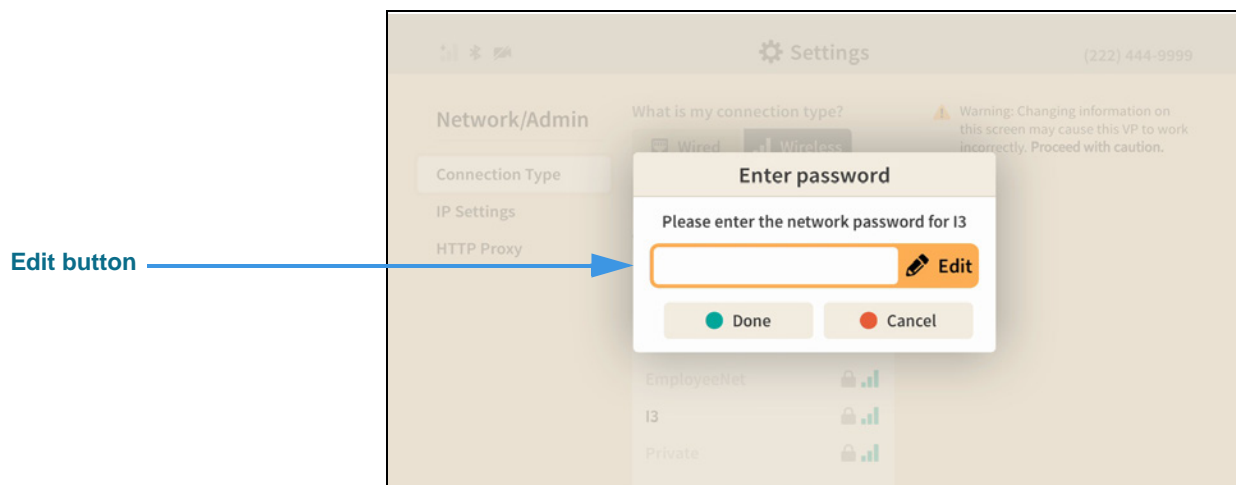 Settings
(222) 444-9999
Network/Admin
What is my connection type?
Warning: Changing information on
this screen may cause this VP to work
incorrectly. Proceed with caution.
Wired
Wireless
Connection Type
IP Settings
HTTP Proxy
Enter password
Please enter the network password for I3
Edit button
Edit
Done
Cancel
EmployeeNet
I3
Private